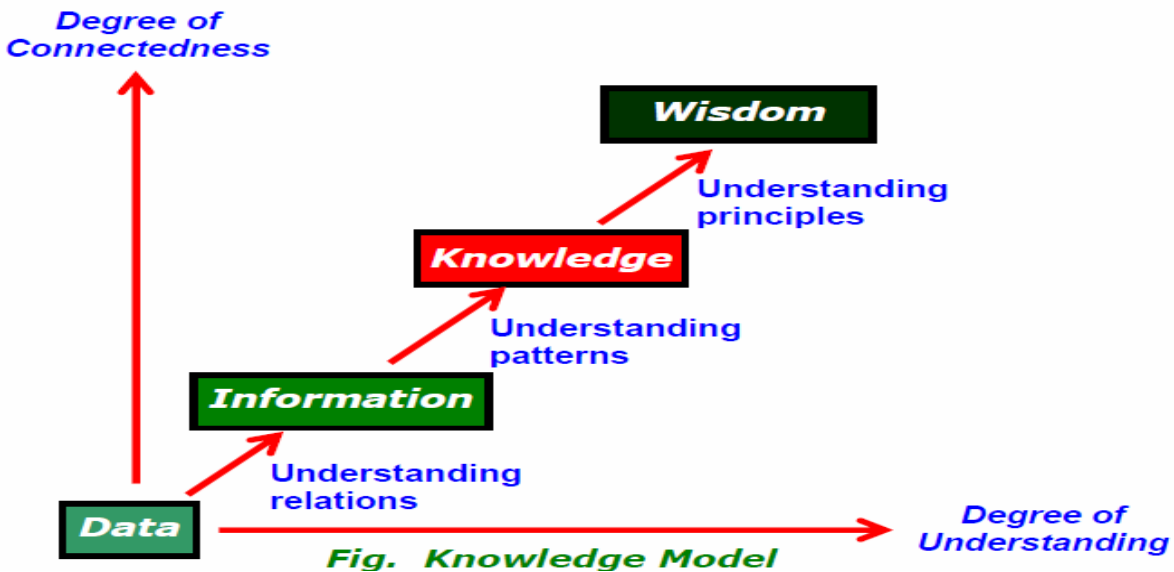 Degree of
Connectedness
Wisdom
Understanding
principles
Knowledge
Understanding
patterns
Information
Understanding
relations
Data
Degree of
Understanding
Fig. Knowledge Model